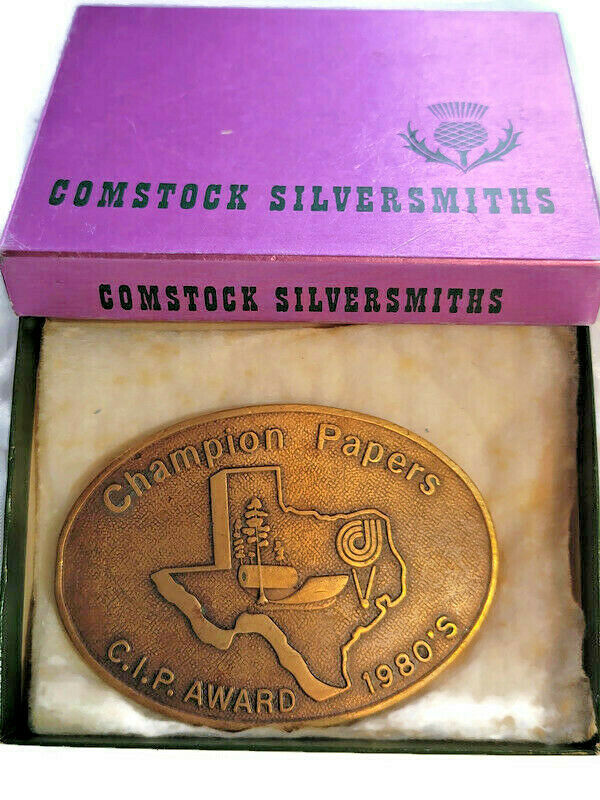 COMSTOCK SILVERSMITHS
COMSTOCK SILVERSMITHS
Champion Papers
C.I.P. AWARD 1980'S